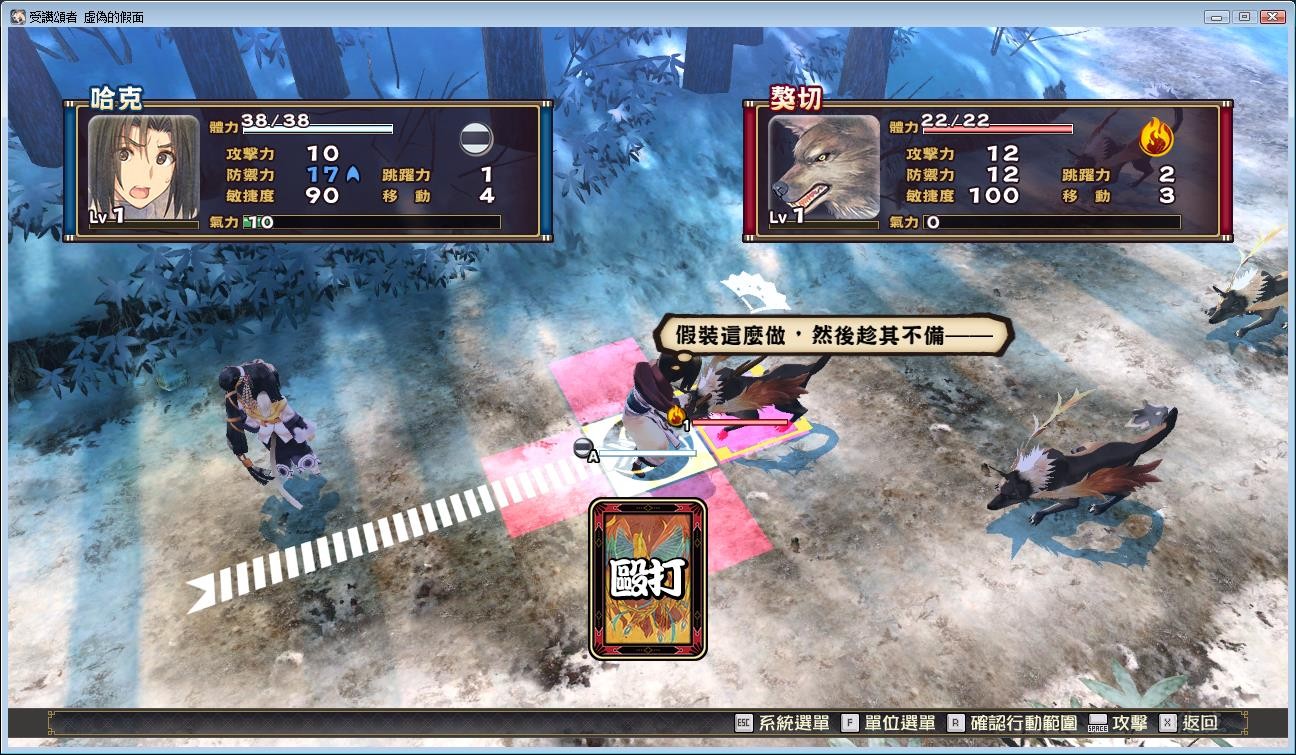 受讚頌者 虛偽的假面
哈克
體力 38/38
攻擊力 10
防禦力 17 跳躍力 1
敏捷度 90 移 動 4
Lv 1
氣力 10
獒切
體力 22/22
攻擊力 12
防禦力 12 跳躍力 2
敏捷度 100 移 動 3
Lv 1
氣力 0
假裝這麼做，然後趁其不備——
1
A
毆打
ESC 系統選單 F 單位選單 R 確認行動範圍 SPACE 攻擊 X 返回